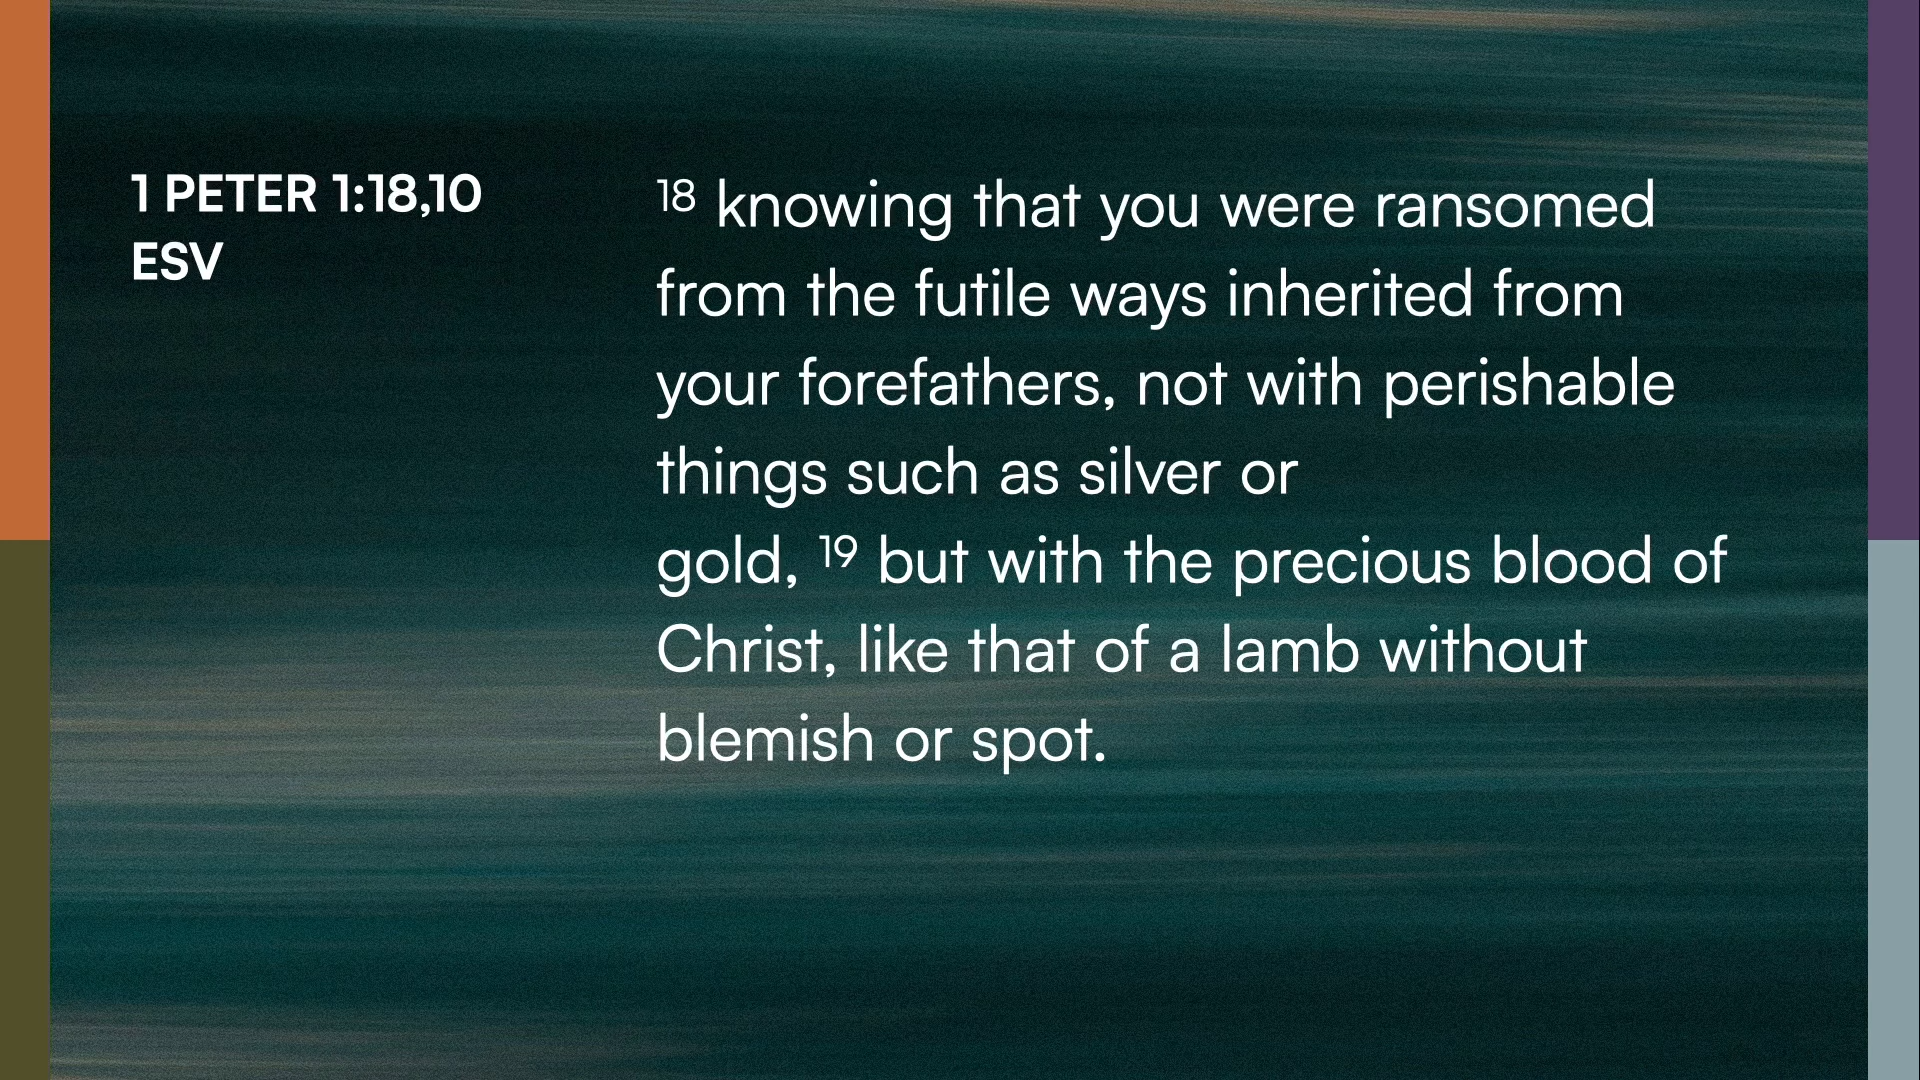 1 PETER 1:18,10
ESV
18 knowing that you were ransomed
from the futile ways inherited from
your forefathers, not with perishable
things such as silver or
gold, 19 but with the precious blood of
Christ, like that of a lamb without
blemish or spot.